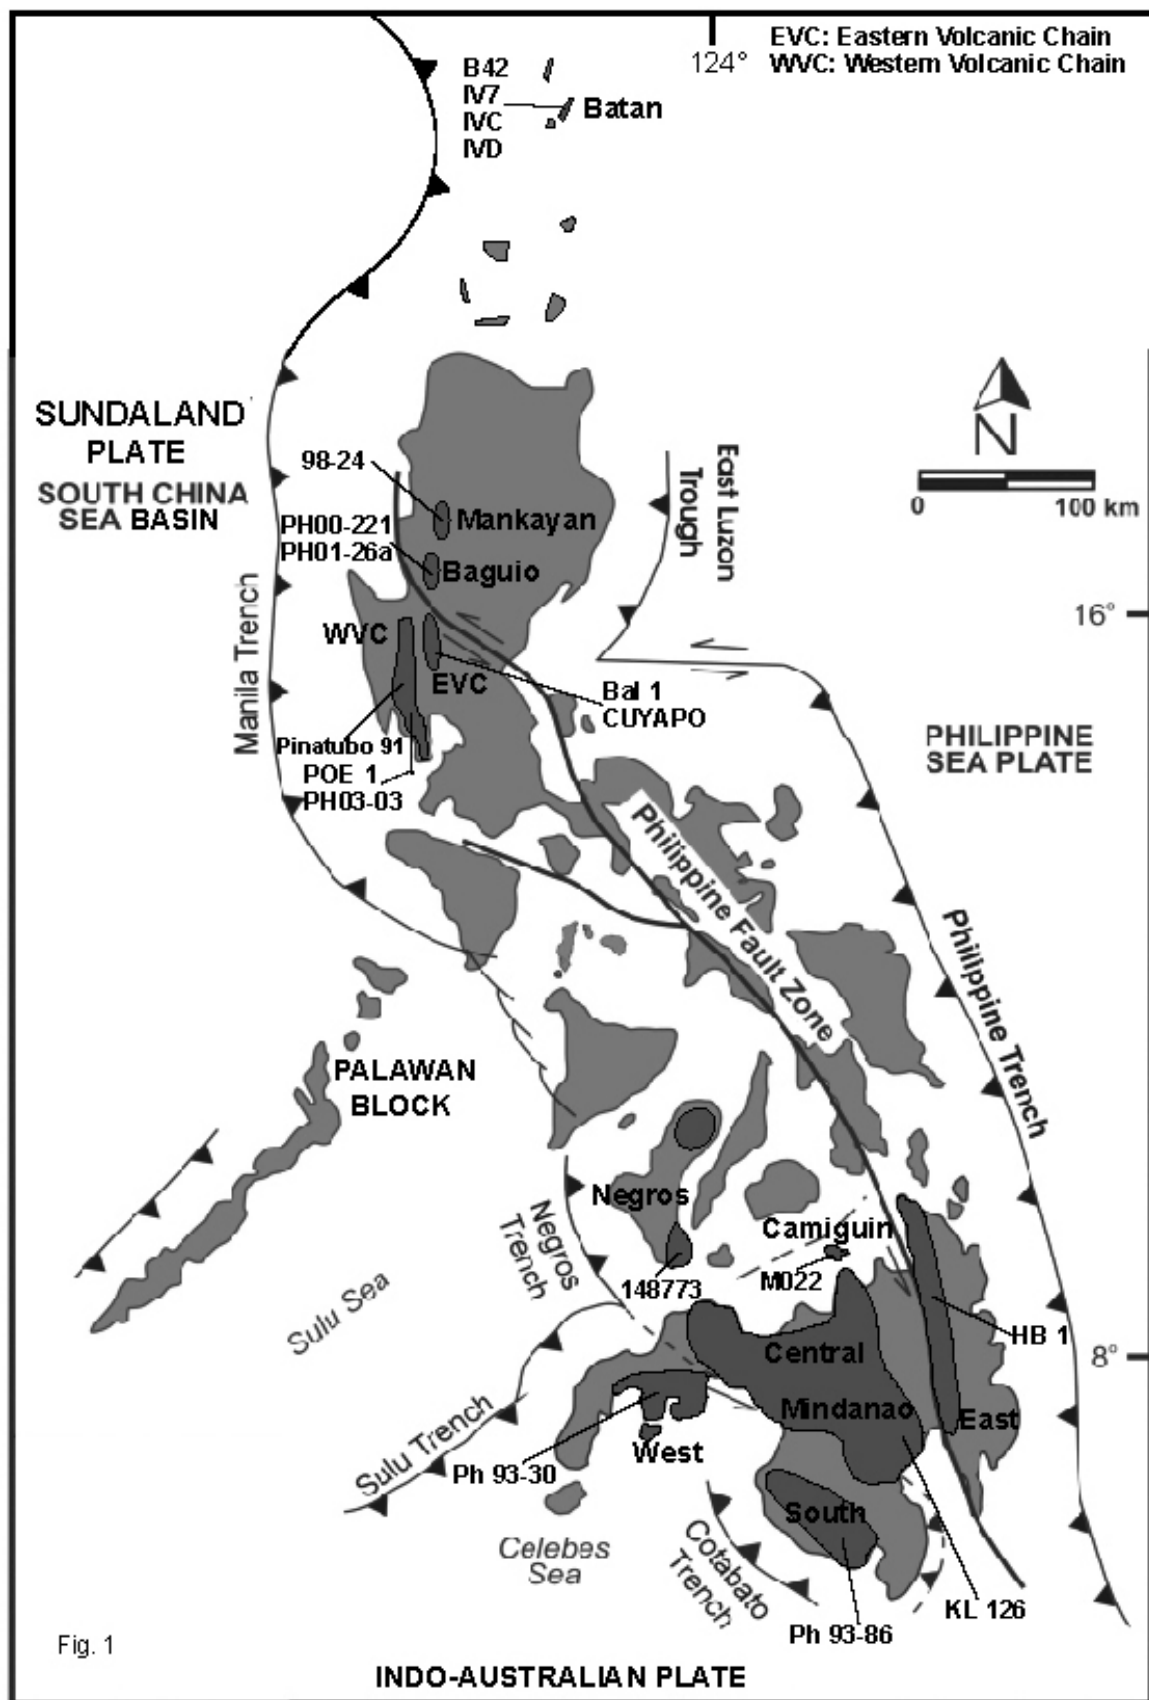 EVC: Eastern Volcanic Chain
124° WVC: Western Volcanic Chain
B42
IV7
IVC
IVD
Batan
SUNDALAND
PLATE
SOUTH CHINA
SEA BASIN
98-24
Mankayan
PH00-221
PH01-26a
Baguio
East Luzon
Trough
N
0 100 km
16°
Manila Trench
WVC
EVC
Bal 1
CUYAPO
Pinatubo 91
POE 1
PH03-03
PHILIPPINE
SEA PLATE
Philippine Fault Zone
Philippine Trench
PALAWAN
BLOCK
Negros
Negros
Trench
Camiguin
148773
M022
Sulu Sea
HB 1
8°
Central
Mindanao
East
Sulu Trench
West
Ph 93-30
South
Celebes
Sea
Cotabato
Trench
KL 126
Ph 93-86
Fig. 1
INDO-AUSTRALIAN PLATE